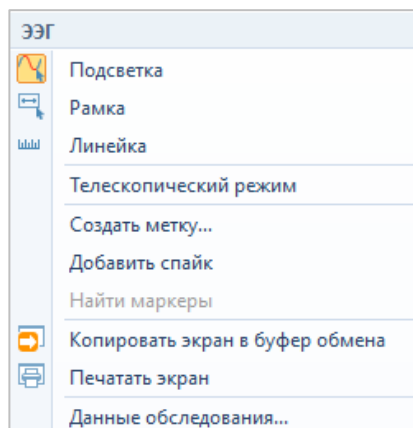 ЭЭГ
Подсветка
Рамка
Линейка
Телескопический режим
Создать метку...
Добавить спайк
Найти маркеры
Копировать экран в буфер обмена
Печатать экран
Данные обследования...